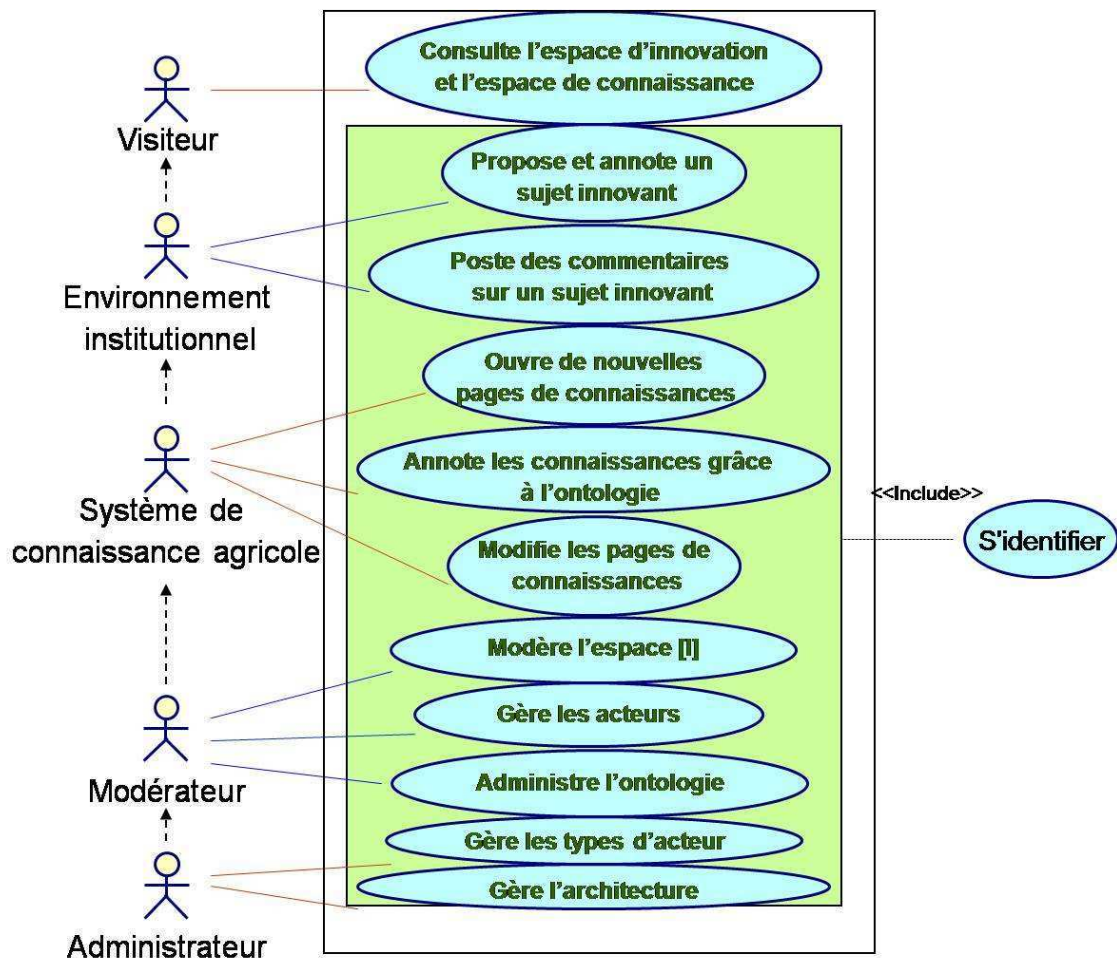 Consulte l'espace d'innovation
et l'espace de connaissance
Visiteur
Propose et annote un
sujet innovant
Environnement
institutionnel
Poste des commentaires
sur un sujet innovant
Ouvre de nouvelles
pages de connaissances
Système de
connaissance agricole
Annote les connaissances grâce
à l'ontologie
<<Include>>
S'identifier
Modifie les pages de
connaissances
Modère l'espace [I]
Gère les acteurs
Modérateur
Administre l'ontologie
Gère les types d'acteur
Gère l'architecture
Administrateur